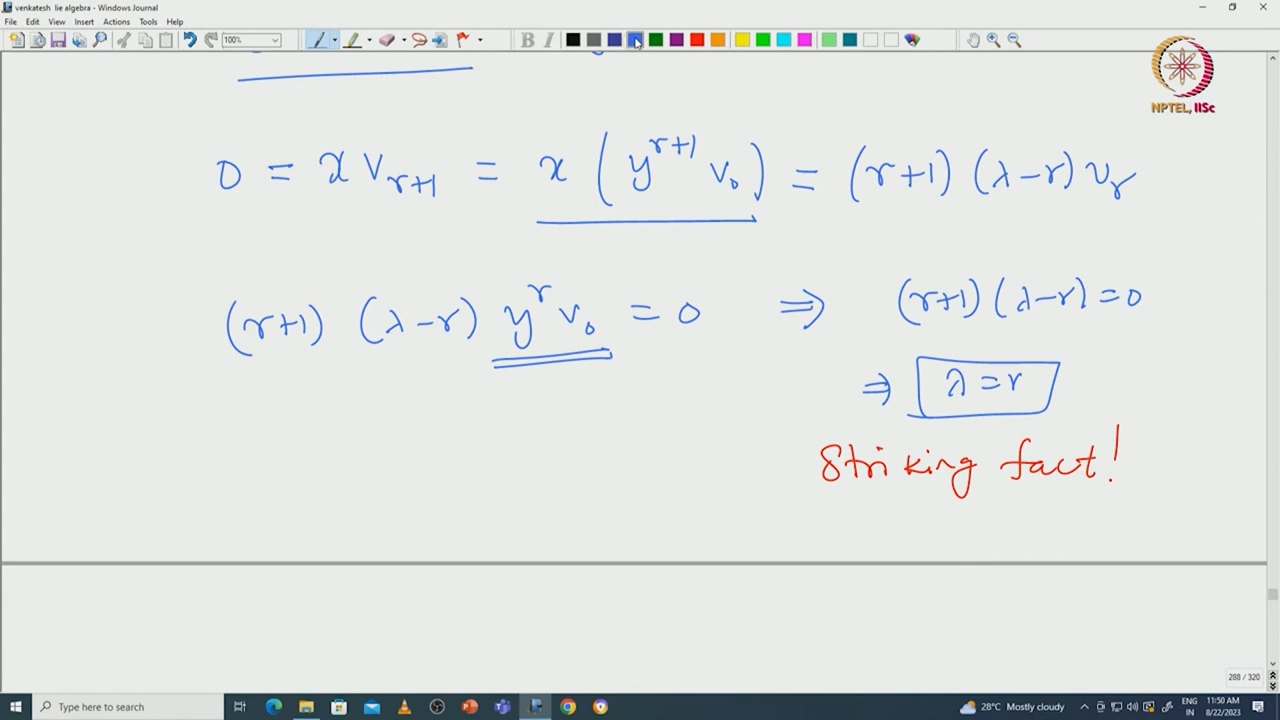 venkatesh lie algebra - Windows Journal
File Edit View Insert Actions Tools Help
100%
B I
NPTEL, IISc
0 = x v_{r+1} = x (y^{r+1} v_0) = (r+1) (λ-r) v_r
(r+1) (λ-r) y^r v_0 = 0 ⇒ (r+1) (λ-r) = 0
⇒ λ = r
Striking fact!
288 / 320
Type here to search
28°C Mostly cloudy
ENG
IN
11:50 AM
8/22/2023